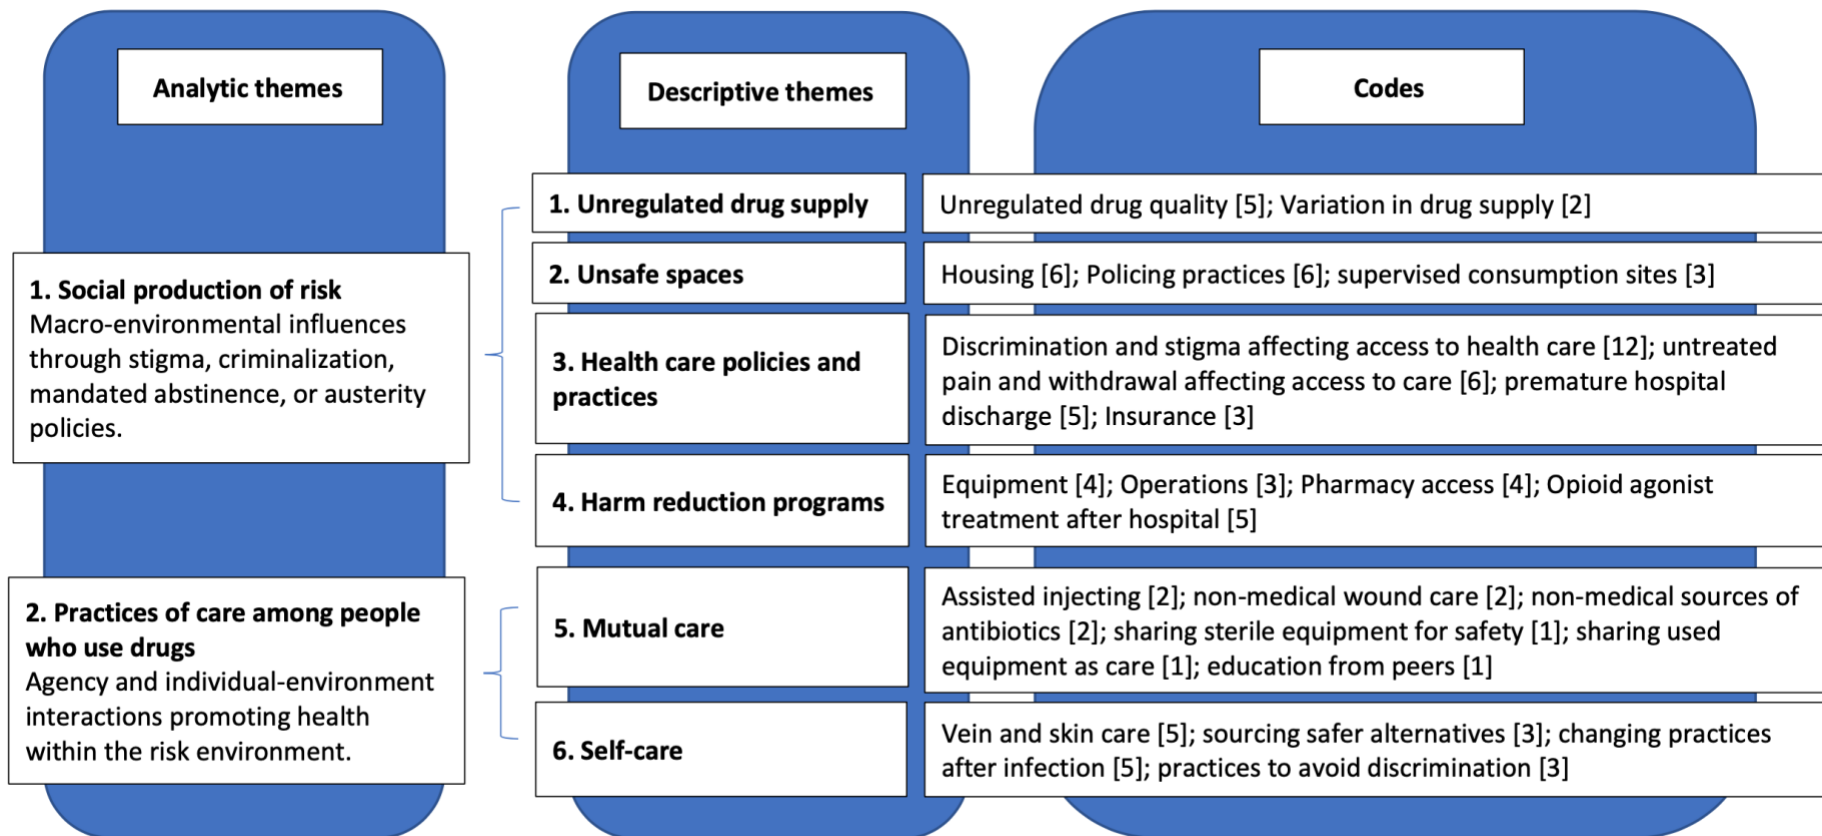 Analytic themes
Descriptive themes
Codes
1. Social production of risk
Macro-environmental influences
through stigma, criminalization,
mandated abstinence, or austerity
policies.
1. Unregulated drug supply
Unregulated drug quality [5]; Variation in drug supply [2]
2. Unsafe spaces
Housing [6]; Policing practices [6]; supervised consumption sites [3]
3. Health care policies and
practices
Discrimination and stigma affecting access to health care [12]; untreated
pain and withdrawal affecting access to care [6]; premature hospital
discharge [5]; Insurance [3]
4. Harm reduction programs
Equipment [4]; Operations [3]; Pharmacy access [4]; Opioid agonist
treatment after hospital [5]
2. Practices of care among people
who use drugs
Agency and individual-environment
interactions promoting health
within the risk environment.
5. Mutual care
Assisted injecting [2]; non-medical wound care [2]; non-medical sources of
antibiotics [2]; sharing sterile equipment for safety [1]; sharing used
equipment as care [1]; education from peers [1]
6. Self-care
Vein and skin care [5]; sourcing safer alternatives [3]; changing practices
after infection [5]; practices to avoid discrimination [3]